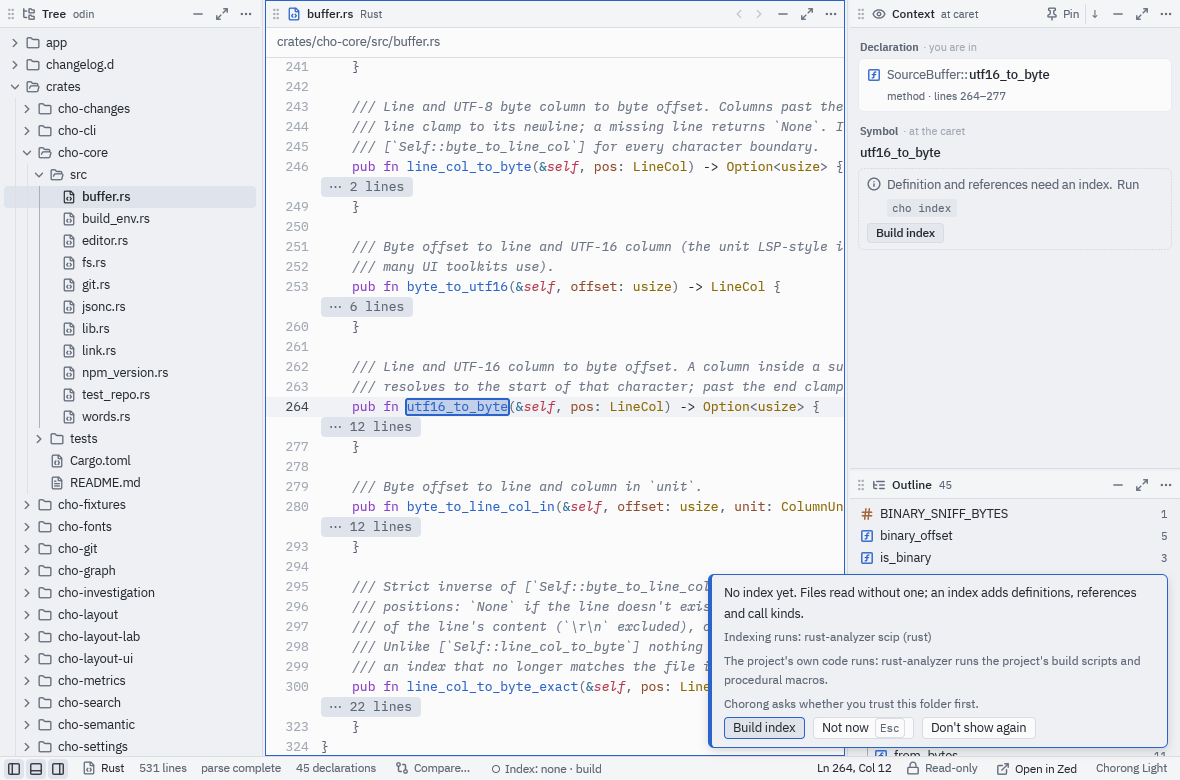 Tree odin
app
changelog.d
crates
cho-changes
cho-cli
cho-core
src
buffer.rs
build_env.rs
editor.rs
fs.rs
git.rs
jsonc.rs
lib.rs
link.rs
npm_version.rs
test_repo.rs
words.rs
tests
Cargo.toml
README.md
cho-fixtures
cho-fonts
cho-git
cho-graph
cho-investigation
cho-layout
cho-layout-lab
cho-layout-ui
cho-metrics
cho-search
cho-semantic
cho-settings
buffer.rs Rust
crates/cho-core/src/buffer.rs
241 }
242
243 /// Line and UTF-8 byte column to byte offset. Columns past the
244 /// line clamp to its newline; a missing line returns `None`. I
245 /// [`Self::byte_to_line_col`] for every character boundary.
246 pub fn line_col_to_byte(&self, pos: LineCol) -> Option<usize> {
··· 2 lines
249 }
250
251 /// Byte offset to line and UTF-16 column (the unit LSP-style i
252 /// many UI toolkits use).
253 pub fn byte_to_utf16(&self, offset: usize) -> LineCol {
··· 6 lines
260 }
261
262 /// Line and UTF-16 column to byte offset. A column inside a su
263 /// resolves to the start of that character; past the end clamp
264 pub fn utf16_to_byte(&self, pos: LineCol) -> Option<usize> {
··· 12 lines
277 }
278
279 /// Byte offset to line and column in `unit`.
280 pub fn byte_to_line_col_in(&self, offset: usize, unit: ColumnUn
··· 12 lines
293 }
294
295 /// Strict inverse of [`Self::byte_to_line_col
296 /// positions: `None` if the line doesn't exis
297 /// of the line's content (`\r\n` excluded), 
298 /// Unlike [`Self::line_col_to_byte`] nothing
299 /// an index that no longer matches the file i
300 pub fn line_col_to_byte_exact(&self, pos: Line
··· 22 lines
323 }
324 }
Context at caret Pin ↓
Declaration · you are in
SourceBuffer::utf16_to_byte
method · lines 264–277
Symbol · at the caret
utf16_to_byte
Definition and references need an index. Run
cho index
Build index
Outline 45
BINARY_SNIFF_BYTES 1
binary_offset 5
is_binary 3
No index yet. Files read without one; an index adds definitions, references
and call kinds.
Indexing runs: rust-analyzer scip (rust)
The project's own code runs: rust-analyzer runs the project's build scripts and
procedural macros.
Chorong asks whether you trust this folder first.
Build index Not now Esc Don't show again
from_bytes 11
Rust 531 lines parse complete 45 declarations Compare... Index: none · build Ln 264, Col 12 Read-only Open in Zed Chorong Light